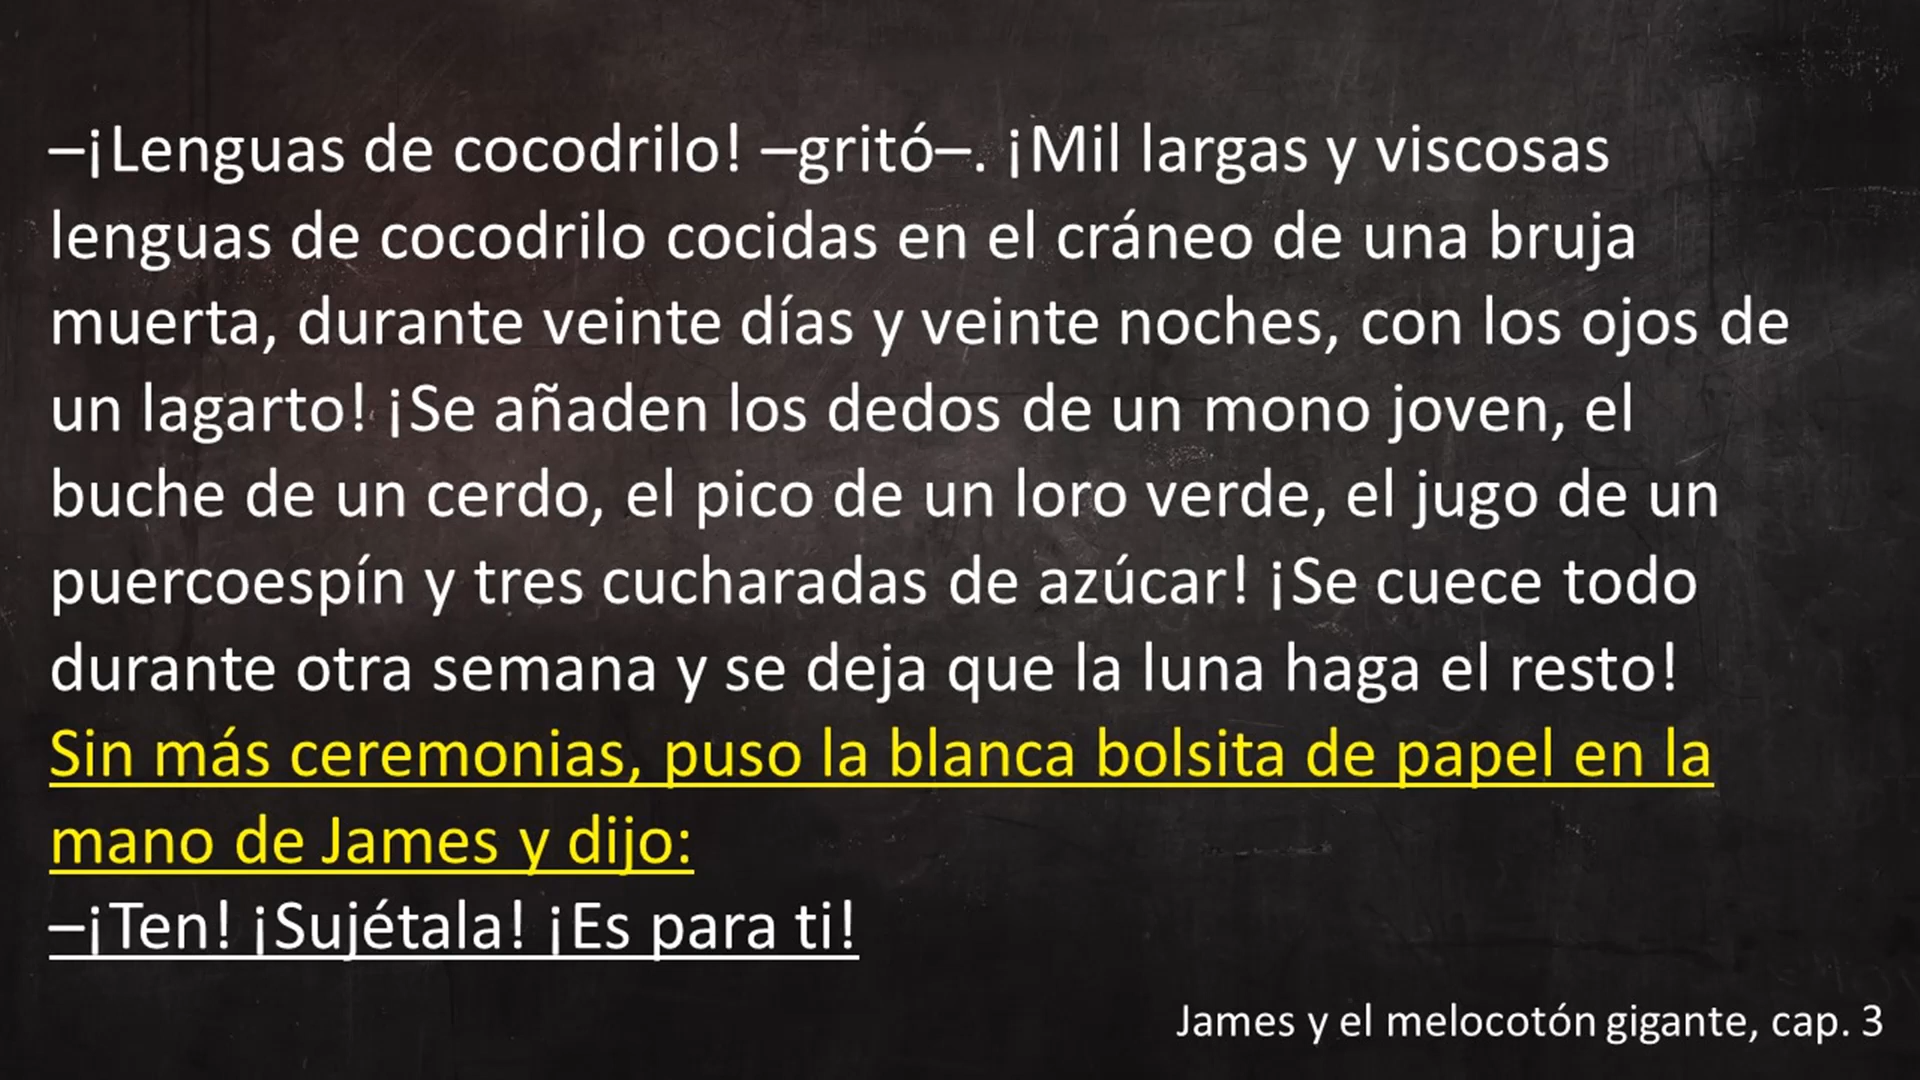 –¡Lenguas de cocodrilo! –gritó–. ¡Mil largas y viscosas
lenguas de cocodrilo cocidas en el cráneo de una bruja
muerta, durante veinte días y veinte noches, con los ojos de
un lagarto! ¡Se añaden los dedos de un mono joven, el
buche de un cerdo, el pico de un loro verde, el jugo de un
puercoespín y tres cucharadas de azúcar! ¡Se cuece todo
durante otra semana y se deja que la luna haga el resto!
Sin más ceremonias, puso la blanca bolsita de papel en la
mano de James y dijo:
–¡Ten! ¡Sujétala! ¡Es para ti!
James y el melocotón gigante, cap. 3